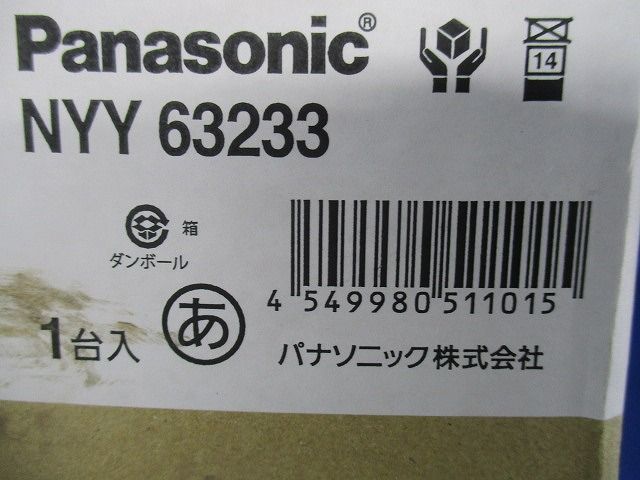 Panasonic®
14
NYY 63233
箱
ダンボール
4 549980 511015
1台入
あ
パナソニック株式会社